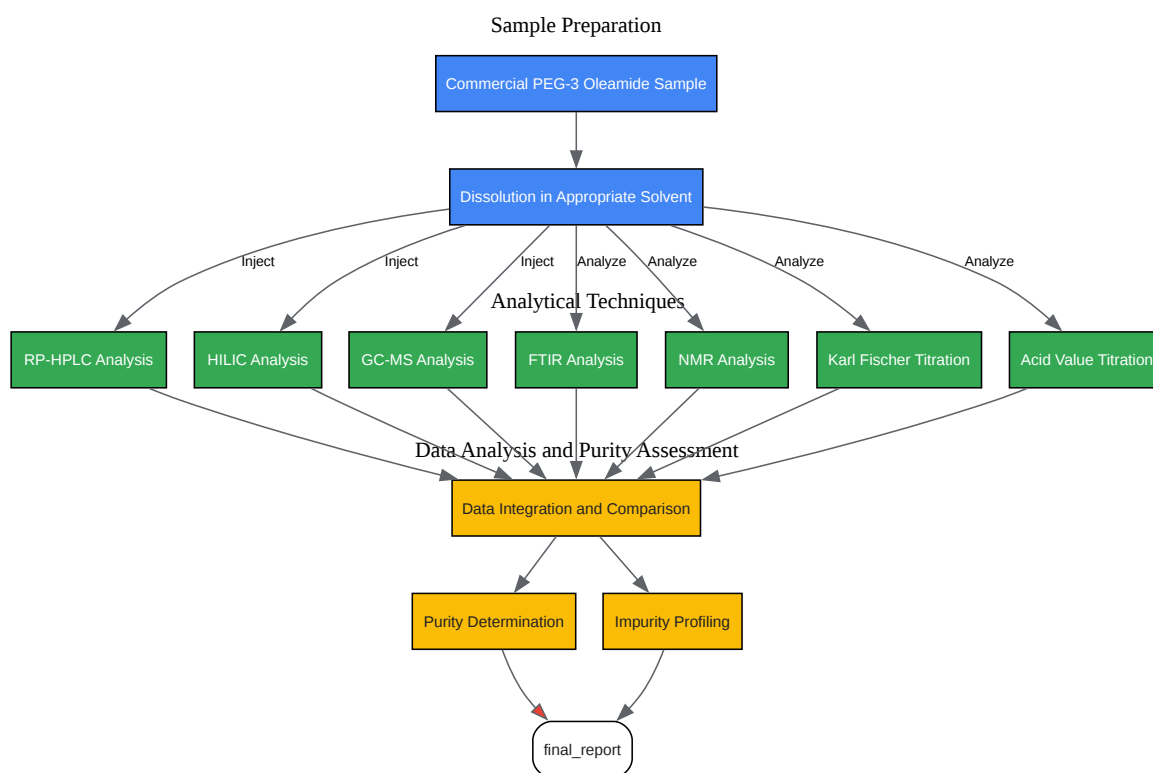 Sample Preparation
Commercial PEG-3 Oleamide Sample
Dissolution in Appropriate Solvent
Inject
Inject
Inject
Analyze
Analyze
Analyze
Analyze
Analytical Techniques
RP-HPLC Analysis
HILIC Analysis
GC-MS Analysis
FTIR Analysis
NMR Analysis
Karl Fischer Titration
Acid Value Titration
Data Analysis and Purity Assessment
Data Integration and Comparison
Purity Determination
Impurity Profiling
final_report